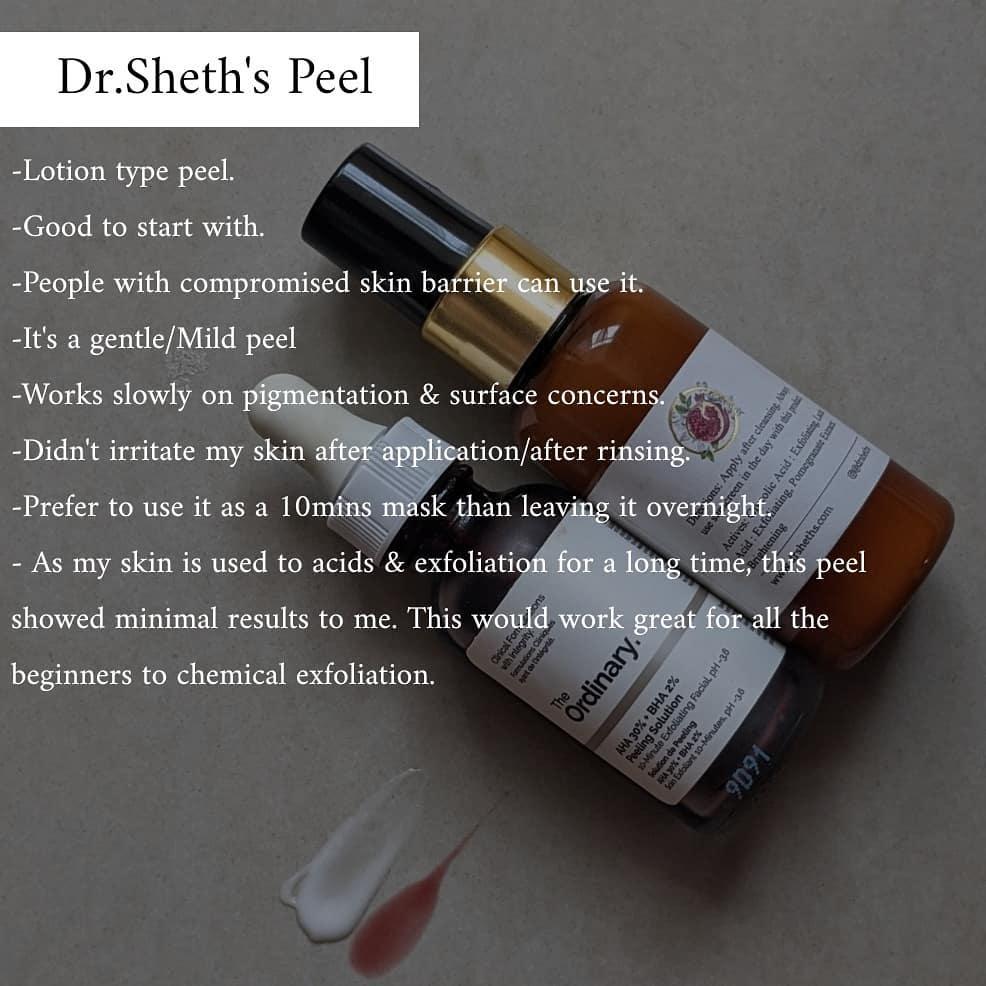 Dr.Sheth's Peel
-Lotion type peel.
-Good to start with.
-People with compromised skin barrier can use it.
-It's a gentle/Mild peel
-Works slowly on pigmentation & surface concerns.
-Didn't irritate my skin after application/after rinsing.
-Prefer to use it as a 10mins mask than leaving it overnight.
- As my skin is used to acids & exfoliation for a long time, this peel
showed minimal results to me. This would work great for all the
beginners to chemical exfoliation.
Directions: Apply after cleansing. Always
use sunscreen in the day with this product
Actives: Acid : Exfoliating,
Acid : Exfoliating, Pomegranate Extract
Brightening
@drsheths
Clinical Formulations
with Integrity.
Formulations Cliniques
The
Ordinary.
AHA 30% + BHA 2%
Peeling Solution
10-Minute Exfoliating Facial, pH ~3.6
Solution de Peeling
AHA 30% + BHA 2%
Soin Exfoliant 10-Minutes, pH ~3.6
9D91